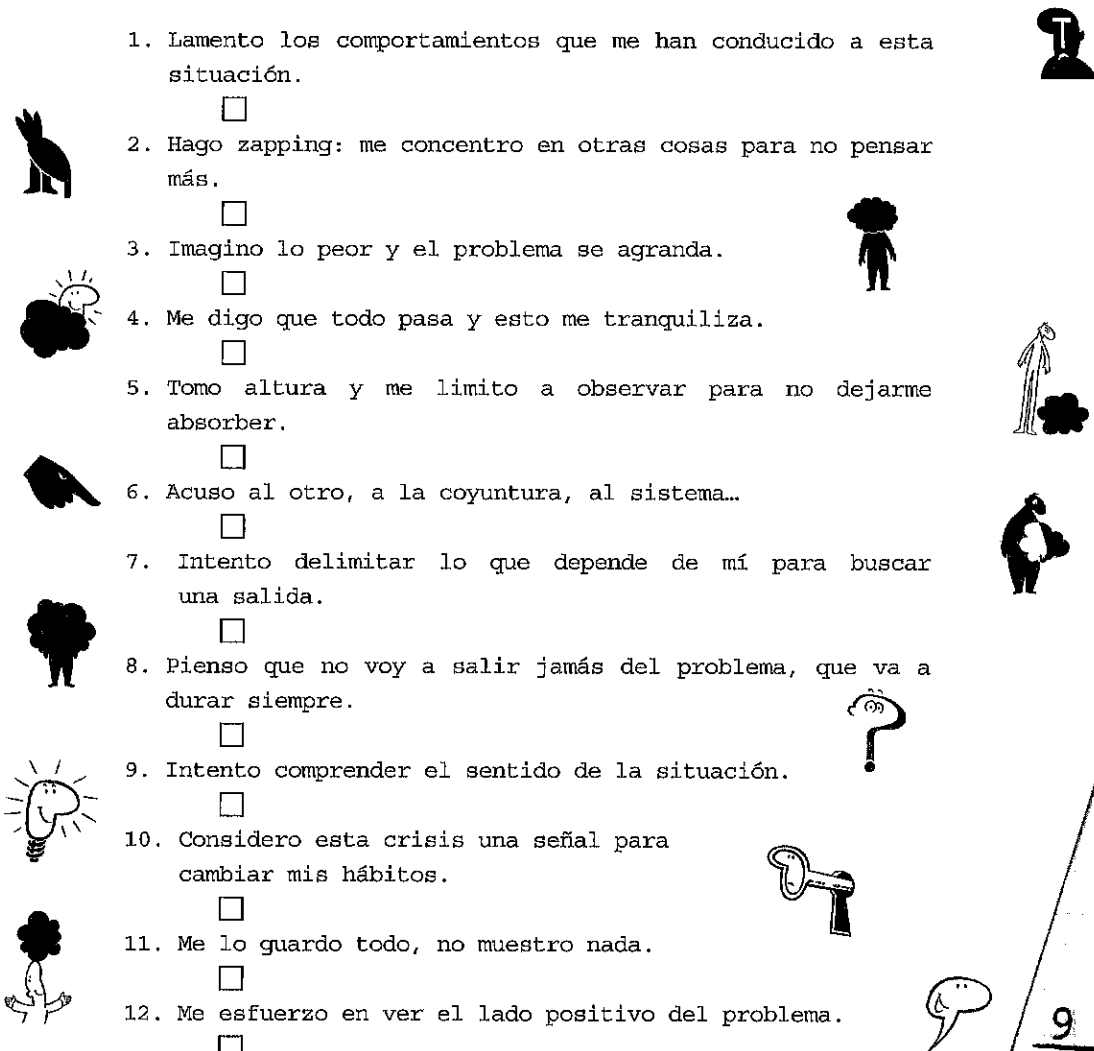 1. Lamento los comportamientos que me han conducido a esta
situación.
2. Hago zapping: me concentro en otras cosas para no pensar
más.
3. Imagino lo peor y el problema se agranda.
4. Me digo que todo pasa y esto me tranquiliza.
5. Tomo altura y me limito a observar para no dejarme
absorber.
6. Acuso al otro, a la coyuntura, al sistema…
7. Intento delimitar lo que depende de mí para buscar
una salida.
8. Pienso que no voy a salir jamás del problema, que va a
durar siempre.
9. Intento comprender el sentido de la situación.
10. Considero esta crisis una señal para
cambiar mis hábitos.
11. Me lo guardo todo, no muestro nada.
12. Me esfuerzo en ver el lado positivo del problema.
9